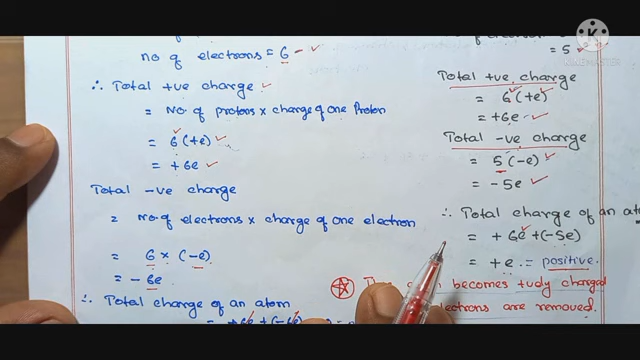 no of electrons = 6
∴ Total +ve charge
= No. of protons × charge of one Proton
= 6 (+e)
= +6e
Total -ve charge
= No. of electrons × charge of one electron
= 6 × (-e)
= -6e
∴ Total charge of an atom
= 5
Total +ve charge
= 6 (+e)
= +6e
Total -ve charge
= 5 (-e)
= -5e
∴ Total charge of an
= +6e + (-5e)
= +e = positive
becomes +vely charged
electrons are removed.